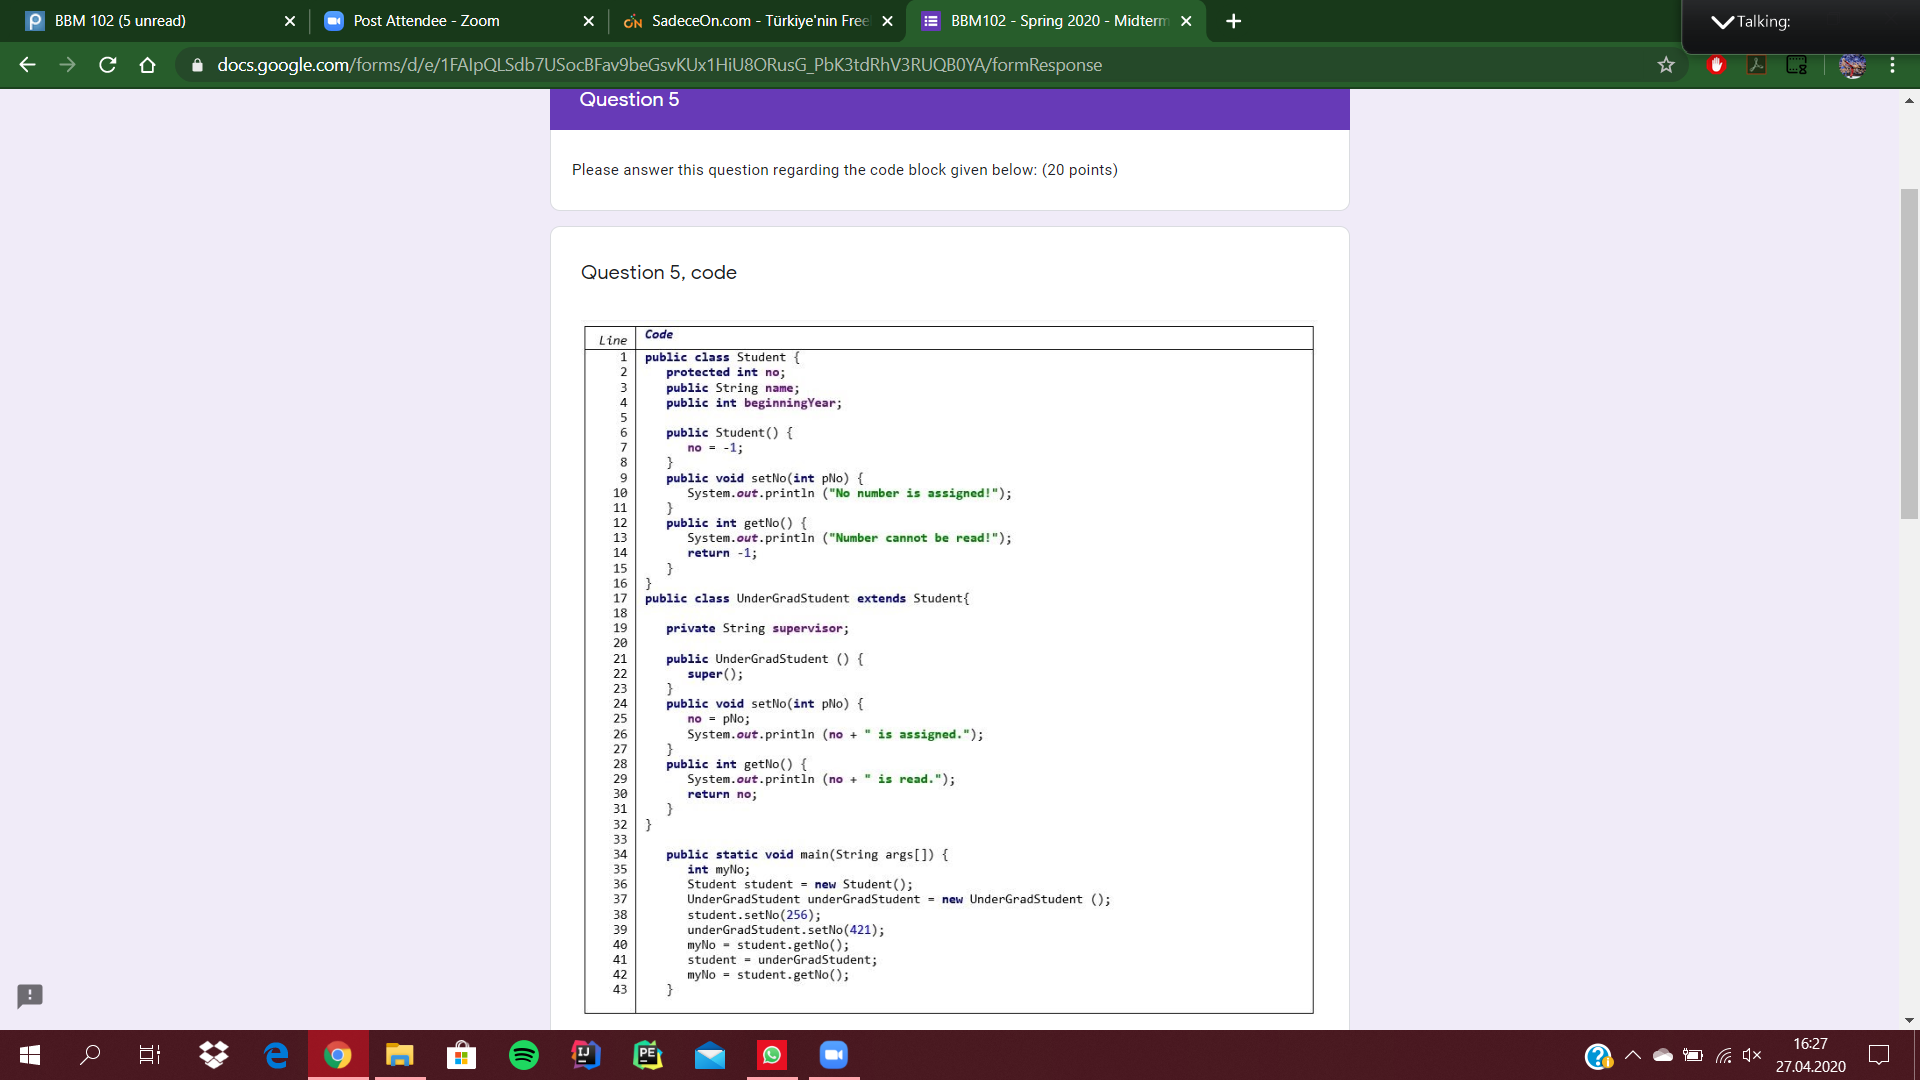 BBM 102 (5 unread)
Post Attendee - Zoom
SadeceOn.com - Türkiye'nin Free
BBM102 - Spring 2020 - Midterm
Talking:
docs.google.com/forms/d/e/1FAIpQLSdb7USocBFav9beGsvKUx1HiU8ORusG_PbK3tdRhV3RUQB0YA/formResponse
Question 5
Please answer this question regarding the code block given below: (20 points)
Question 5, code
Line Code
1 public class Student {
2 protected int no;
3 public String name;
4 public int beginningYear;
5
6 public Student() {
7 no = -1;
8 }
9 public void setNo(int pNo) {
10 System.out.println ("No number is assigned!");
11 }
12 public int getNo() {
13 System.out.println ("Number cannot be read!");
14 return -1;
15 }
16 }
17 public class UnderGradStudent extends Student{
18
19 private String supervisor;
20
21 public UnderGradStudent () {
22 super();
23 }
24 public void setNo(int pNo) {
25 no = pNo;
26 System.out.println (no + " is assigned.");
27 }
28 public int getNo() {
29 System.out.println (no + " is read.");
30 return no;
31 }
32 }
33
34 public static void main(String args[]) {
35 int myNo;
36 Student student = new Student();
37 UnderGradStudent underGradStudent = new UnderGradStudent ();
38 student.setNo(256);
39 underGradStudent.setNo(421);
40 myNo = student.getNo();
41 student = underGradStudent;
42 myNo = student.getNo();
43 }
16:27
27.04.2020